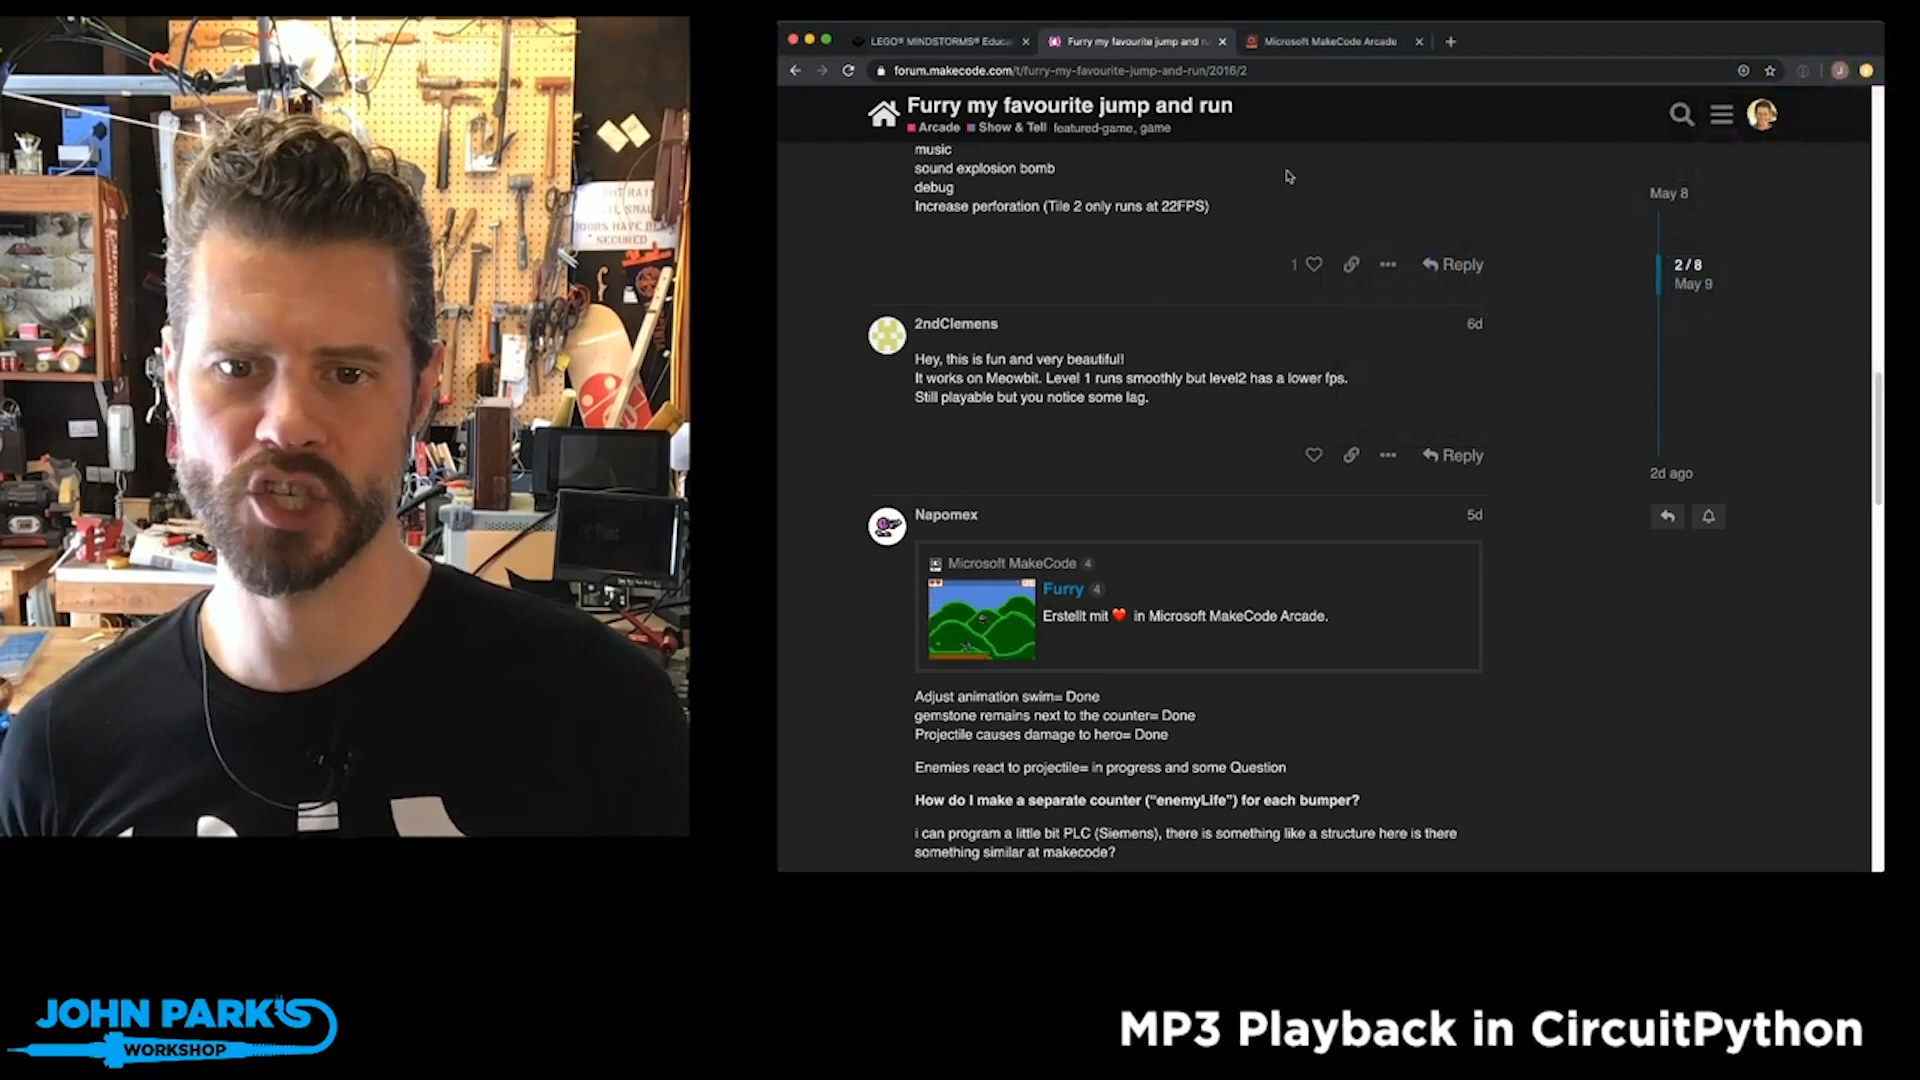 LEGO® MINDSTORMS® Educa
Furry my favourite jump and ru
Microsoft MakeCode Arcade
forum.makecode.com/t/furry-my-favourite-jump-and-run/2016/2
J
Furry my favourite jump and run
Arcade Show & Tell featured-game, game
music
sound explosion bomb
debug
Increase perforation (Tile 2 only runs at 22FPS)
1 Reply
May 8
2 / 8
May 9
2d ago
2ndClemens 6d
Hey, this is fun and very beautiful!
It works on Meowbit. Level 1 runs smoothly but level2 has a lower fps.
Still playable but you notice some lag.
Reply
Napomex 5d
Microsoft MakeCode 4
Furry 4
Erstellt mit ❤️ in Microsoft MakeCode Arcade.
Adjust animation swim= Done
gemstone remains next to the counter= Done
Projectile causes damage to hero= Done
Enemies react to projectile= in progress and some Question
How do I make a separate counter (“enemyLife”) for each bumper?
i can program a little bit PLC (Siemens), there is something like a structure here is there
something similar at makecode?
SECURED
JOHN PARK'S
WORKSHOP
MP3 Playback in CircuitPython